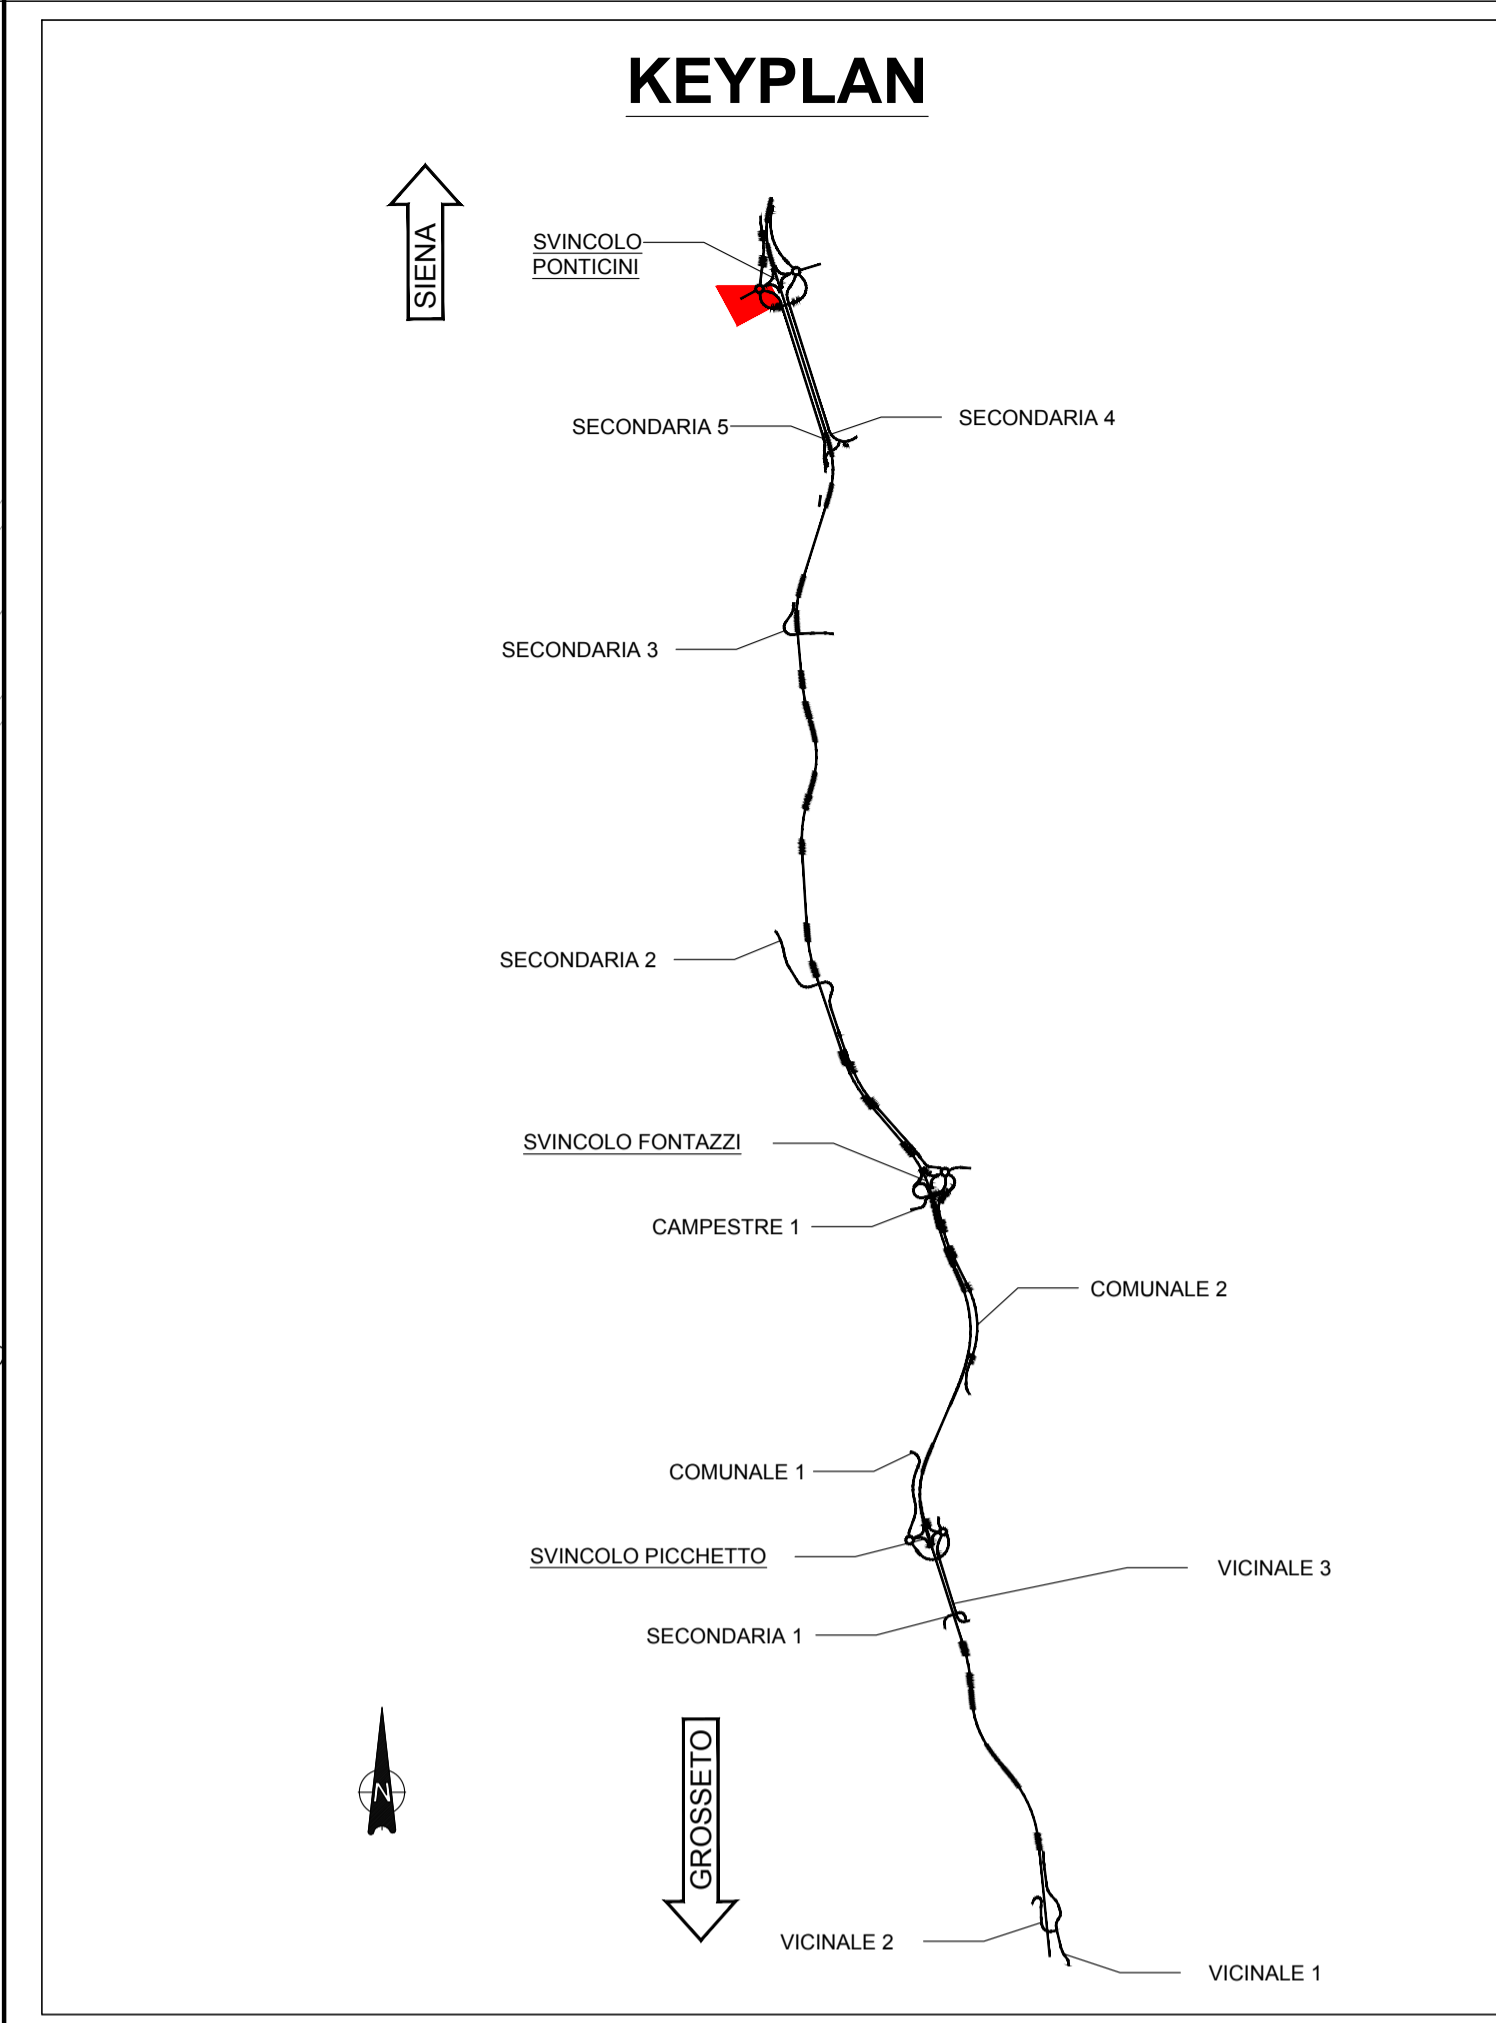 KEYPLAN
SIENA
SVINCOLO
PONTICINI
SECONDARIA 5
SECONDARIA 4
SECONDARIA 3
SECONDARIA 2
SVINCOLO FONTAZZI
CAMPESTRE 1
COMUNALE 2
COMUNALE 1
SVINCOLO PICCHETTO
VICINALE 3
SECONDARIA 1
N
GROSSETO
VICINALE 2
VICINALE 1